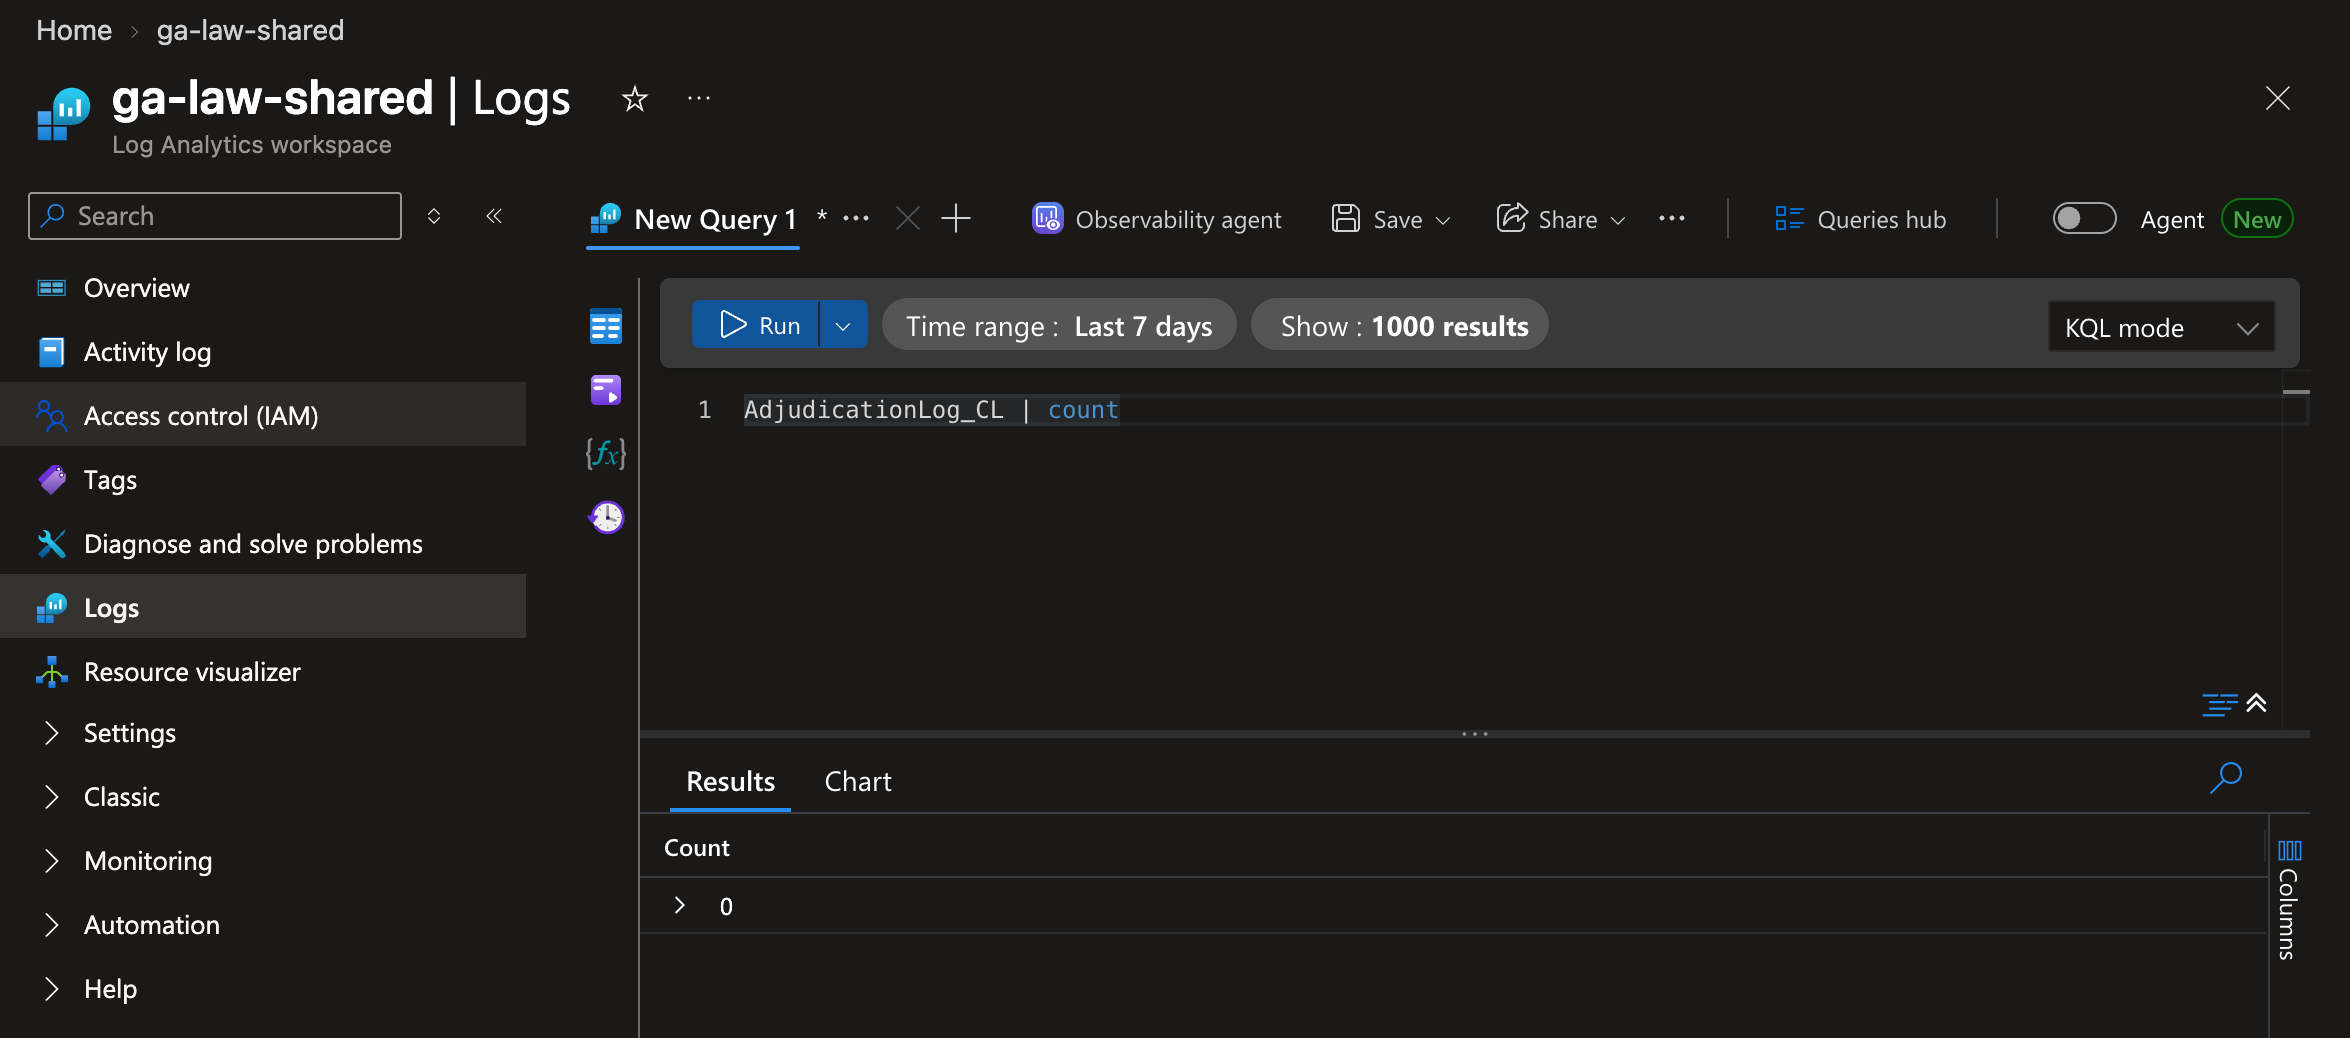 Home > ga-law-shared
ga-law-shared | Logs ☆ ···
Log Analytics workspace
Search
Overview
Activity log
Access control (IAM)
Tags
Diagnose and solve problems
Logs
Resource visualizer
Settings
Classic
Monitoring
Automation
Help
New Query 1 * ··· Observability agent Save Share ··· Queries hub Agent New
Run Time range : Last 7 days Show : 1000 results KQL mode
{fx}
1 AdjudicationLog_CL | count
Results Chart
Count
0
Columns